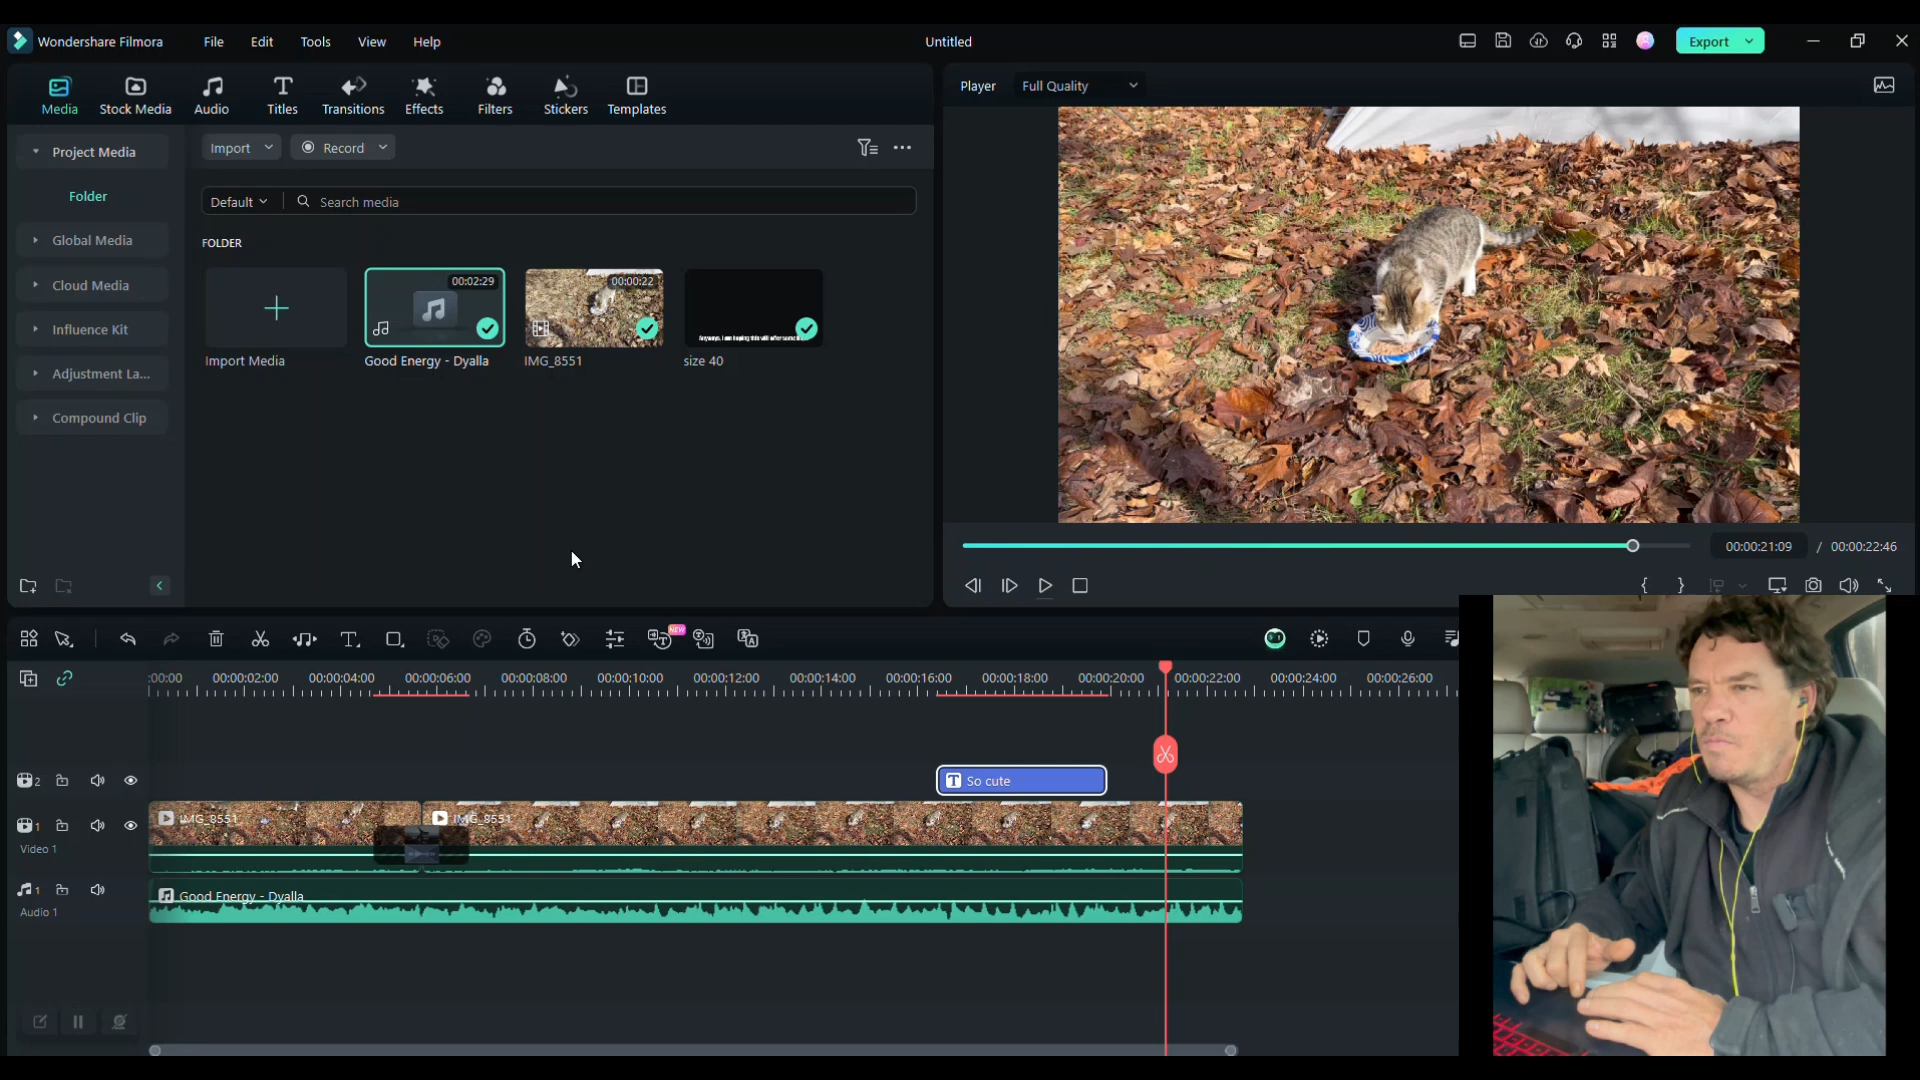 Wondershare Filmora File Edit Tools View Help Untitled Export
Media Stock Media Audio Titles Transitions Effects Filters Stickers Templates
Player Full Quality
Project Media
Folder
Global Media
Cloud Media
Influence Kit
Adjustment La...
Compound Clip
Import Record
Default Search media
FOLDER
00:02:29 00:00:22
Import Media Good Energy - Dyalla IMG_8551 size 40
00:00:21:09 / 00:00:22:46
NEW
:00:00 00:00:02:00 00:00:04:00 00:00:06:00 00:00:08:00 00:00:10:00 00:00:12:00 00:00:14:00 00:00:16:00 00:00:18:00 00:00:20:00 00:00:22:00 00:00:24:00 00:00:26:00
2
T So cute
1
IMG_8551 IMG_8551
Video 1
1
Good Energy - Dyalla
Audio 1